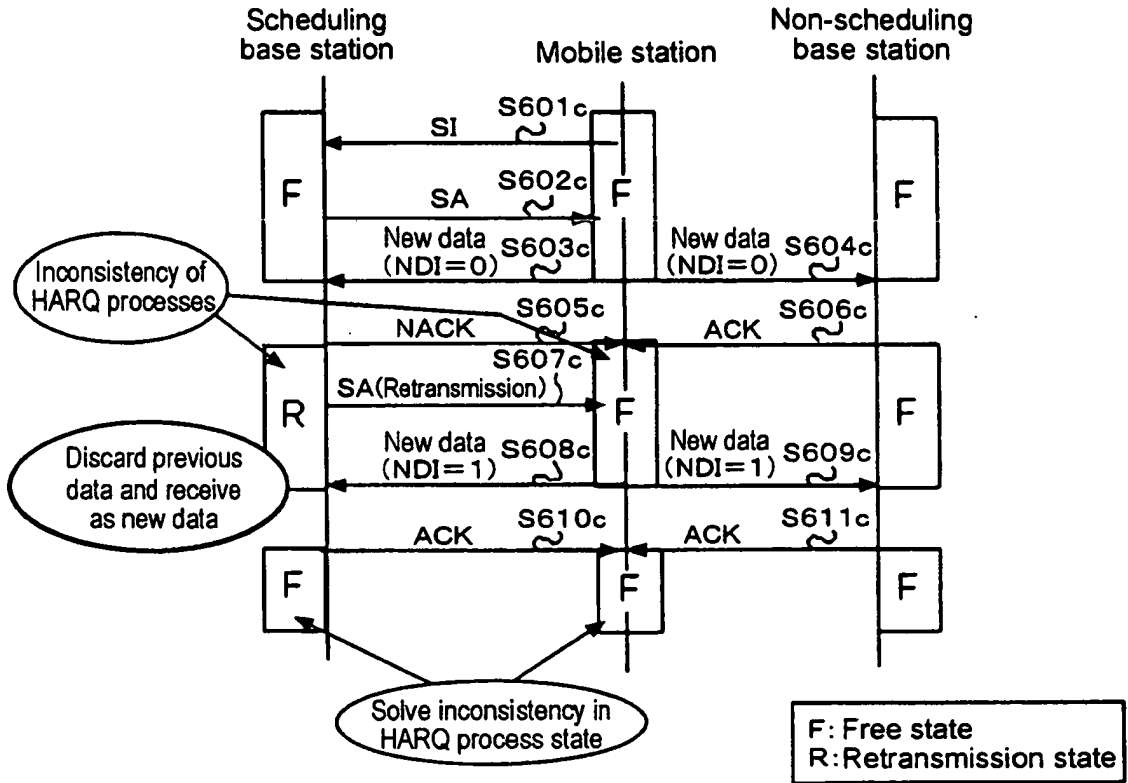 Scheduling
base station
Mobile station
Non-scheduling
base station
S601c
SI
F
F
F
S602c
SA
New data
(NDI=0)
S603c
New data
(NDI=0)
S604c
Inconsistency of
HARQ processes
S605c
NACK
S606c
ACK
S607c
SA(Retransmission)
R
F
F
New data
(NDI=1)
S608c
New data
(NDI=1)
S609c
Discard previous
data and receive
as new data
S610c
ACK
S611c
ACK
F
F
F
Solve inconsistency in
HARQ process state
F: Free state
R: Retransmission state